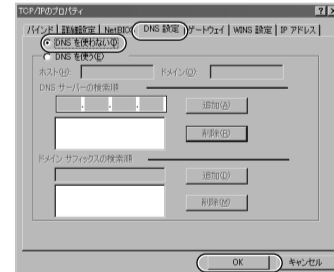 TCP/IPのプロパティ
バインド | 詳細設定 | NetBIO | DNS 設定 | ゲートウェイ | WINS 設定 | IP アドレス |
DNS を使わない(I)
DNS を使う(E)
ホスト(H): ドメイン(O):
DNS サーバーの検索順
追加(A)
削除(R)
ドメイン サフィックスの検索順
追加(D)
削除(M)
OK キャンセル